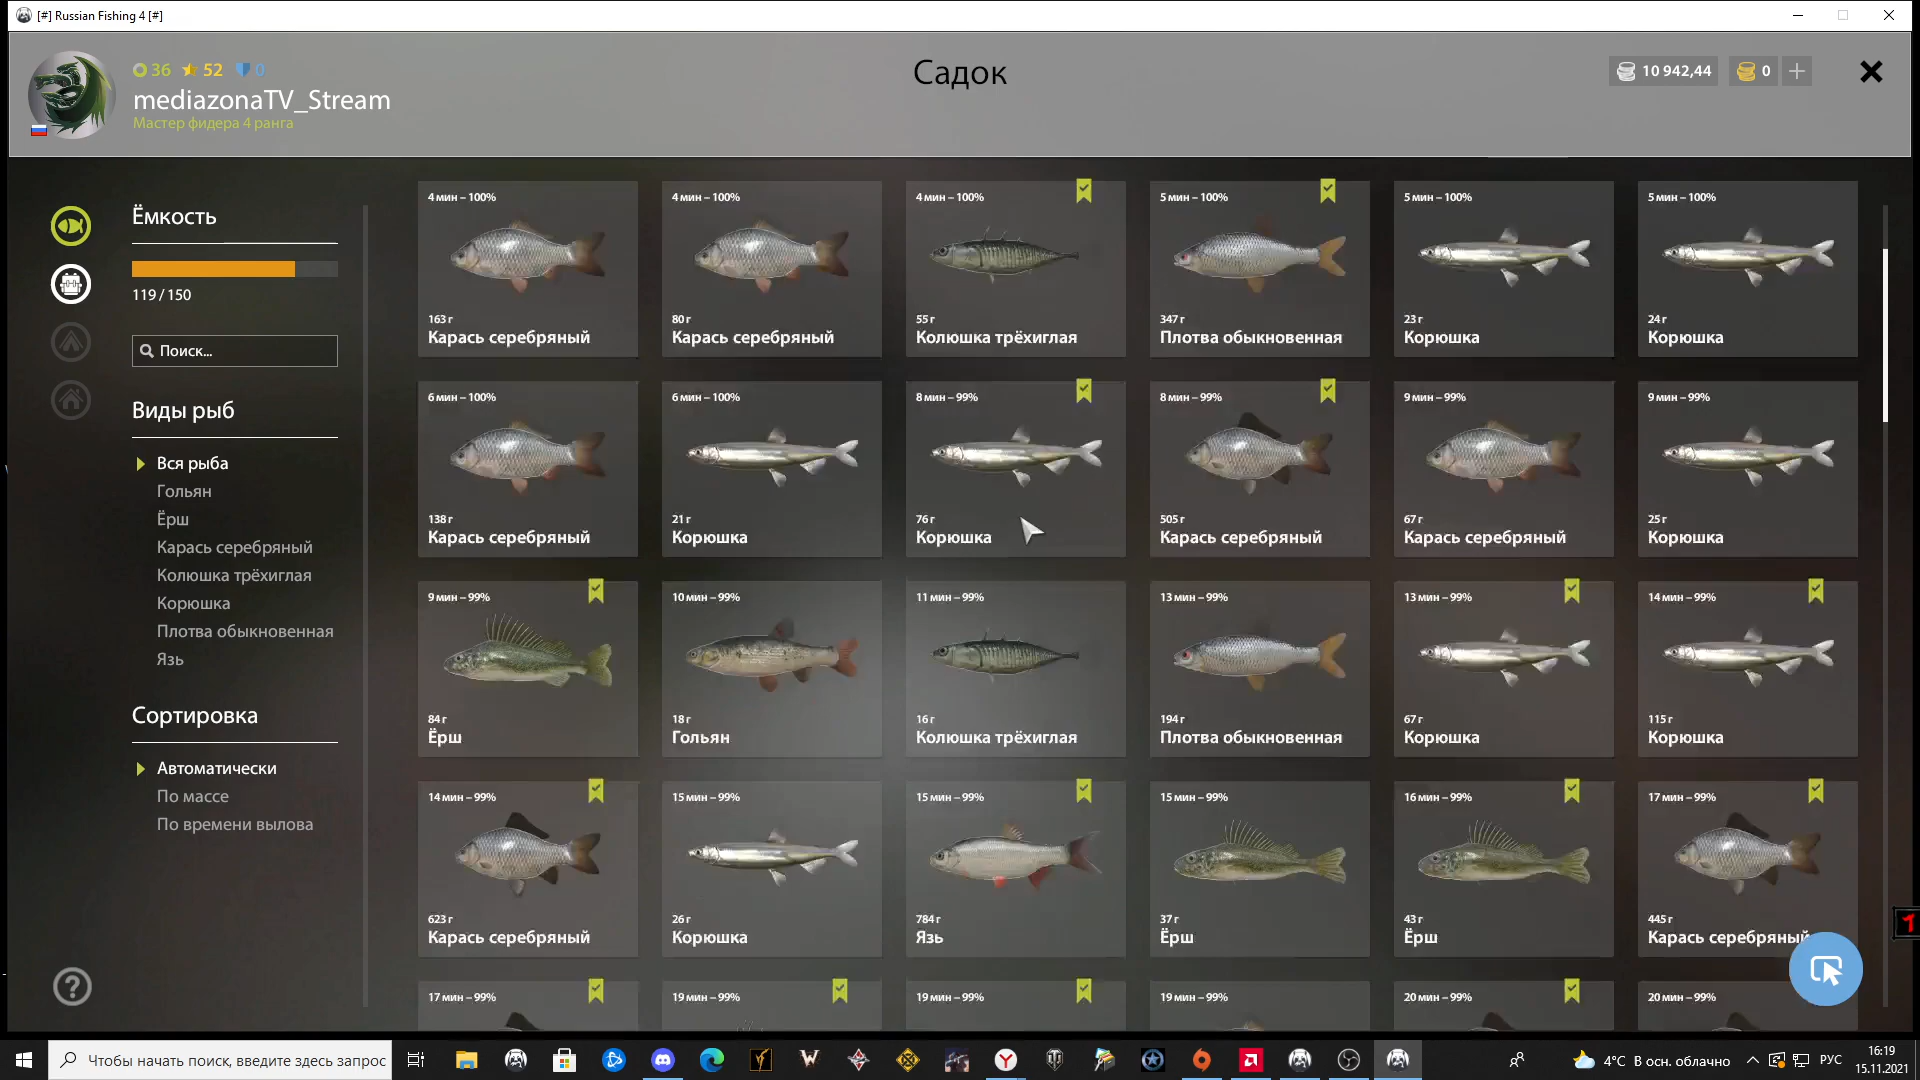 [#] Russian Fishing 4 [#]
36 52 0
mediazonaTV_Stream
Мастер фидера 4 ранга
Садок
10 942,44
0
Ёмкость
119 / 150
Поиск...
Виды рыб
Вся рыба
Гольян
Ёрш
Карась серебряный
Колюшка трёхиглая
Корюшка
Плотва обыкновенная
Язь
Сортировка
Автоматически
По массе
По времени вылова
4 мин – 100%
163 г
Карась серебряный
4 мин – 100%
80 г
Карась серебряный
4 мин – 100%
55 г
Колюшка трёхиглая
5 мин – 100%
347 г
Плотва обыкновенная
5 мин – 100%
23 г
Корюшка
5 мин – 100%
24 г
Корюшка
6 мин – 100%
138 г
Карась серебряный
6 мин – 100%
21 г
Корюшка
8 мин – 99%
76 г
Корюшка
8 мин – 99%
505 г
Карась серебряный
9 мин – 99%
67 г
Карась серебряный
9 мин – 99%
25 г
Корюшка
9 мин – 99%
84 г
Ёрш
10 мин – 99%
18 г
Гольян
11 мин – 99%
16 г
Колюшка трёхиглая
13 мин – 99%
194 г
Плотва обыкновенная
13 мин – 99%
67 г
Корюшка
14 мин – 99%
115 г
Корюшка
14 мин – 99%
623 г
Карась серебряный
15 мин – 99%
26 г
Корюшка
15 мин – 99%
784 г
Язь
15 мин – 99%
37 г
Ёрш
16 мин – 99%
43 г
Ёрш
17 мин – 99%
445 г
Карась серебряный
17 мин – 99%
19 мин – 99%
19 мин – 99%
19 мин – 99%
20 мин – 99%
20 мин – 99%
1
?
Чтобы начать поиск, введите здесь запрос
4°C В осн. облачно
РУС
16:19
15.11.2021